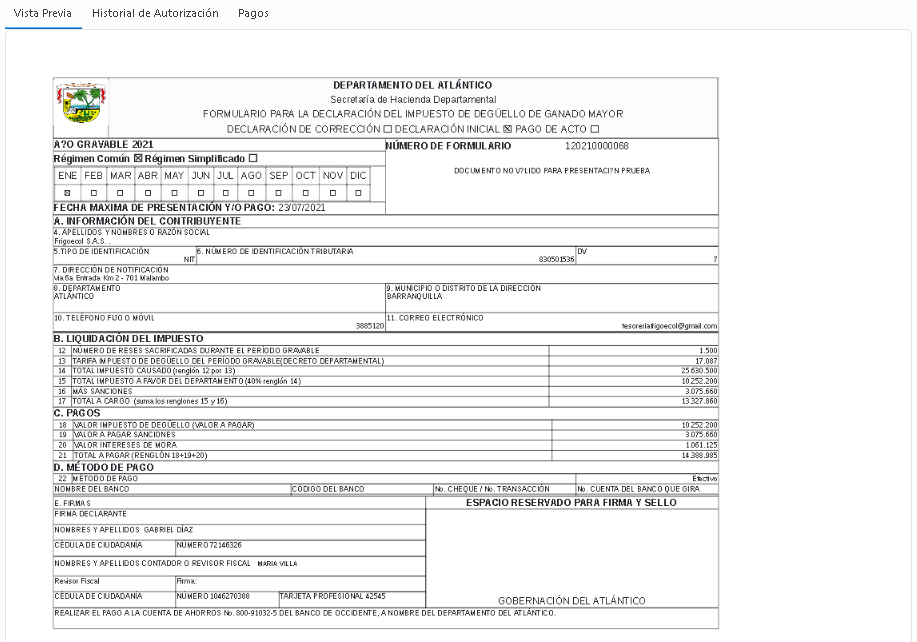 Vista Previa Historial de Autorización Pagos
DEPARTAMENTO DEL ATLÁNTICO
Secretaría de Hacienda Departamental
FORMULARIO PARA LA DECLARACIÓN DEL IMPUESTO DE DEGÜELLO DE GANADO MAYOR
DECLARACIÓN DE CORRECCIÓN ☐ DECLARACIÓN INICIAL ☒ PAGO DE ACTO ☐
A?O GRAVABLE 2021
NÚMERO DE FORMULARIO 120210000068
Régimen Común ☒ Régimen Simplificado ☐
DOCUMENTO NO V?LIDO PARA PRESENTACI?N PRUEBA
ENE FEB MAR ABR MAY JUN JUL AGO SEP OCT NOV DIC
☒ ☐ ☐ ☐ ☐ ☐ ☐ ☐ ☐ ☐ ☐ ☐
FECHA MAXIMA DE PRESENTACIÓN Y/O PAGO: 23/07/2021
A. INFORMACIÓN DEL CONTRIBUYENTE
4. APELLIDOS Y NOMBRES O RAZÓN SOCIAL
Frigoecol S.A.S. .
5.TIPO DE IDENTIFICACIÓN 6. NÚMERO DE IDENTIFICACIÓN TRIBUTARIA DV
NIT 830501536 7
7. DIRECCIÓN DE NOTIFICACIÓN
via 6a. Entrada. Km 2 - 701 Malambo
8. DEPARTAMENTO 9. MUNICIPIO O DISTRITO DE LA DIRECCIÓN
ATLÁNTICO BARRANQUILLA
10. TELÉFONO FIJO O MÓVIL 11. CORREO ELECTRÓNICO
3885120 tesoreriafrigoecol@gmail.com
B. LIQUIDACIÓN DEL IMPUESTO
12 NÚMERO DE RESES SACRIFICADAS DURANTE EL PERÍODO GRAVABLE 1.500
13 TARIFA IMPUESTO DE DEGÜELLO DEL PERÍODO GRAVABLE(DECRETO DEPARTAMENTAL) 17.087
14 TOTAL IMPUESTO CAUSADO (renglón 12 por 13) 25.630.500
15 TOTAL IMPUESTO A FAVOR DEL DEPARTAMENTO (40% renglón 14) 10.252.200
16 MÁS SANCIONES 3.075.660
17 TOTAL A CARGO (suma los renglones 15 y 16) 13.327.860
C. PAGOS
18 VALOR IMPUESTO DE DEGÜELLO (VALOR A PAGAR) 10.252.200
19 VALOR A PAGAR SANCIONES 3.075.660
20 VALOR INTERESES DE MORA 1.061.125
21 TOTAL A PAGAR (RENGLÓN 18+19+20) 14.388.985
D. MÉTODO DE PAGO
22 MÉTODO DE PAGO Efectivo
NOMBRE DEL BANCO CÓDIGO DEL BANCO No. CHEQUE / No. TRANSACCIÓN No. CUENTA DEL BANCO QUE GIRA
E. FIRMAS ESPACIO RESERVADO PARA FIRMA Y SELLO
FIRMA DECLARANTE
NOMBRES Y APELLIDOS GABRIEL DÍAZ
CÉDULA DE CIUDADANÍA NÚMERO 72146326
NOMBRES Y APELLIDOS CONTADOR O REVISOR FISCAL MARIA VILLA
Revisor Fiscal Firma:
CÉDULA DE CIUDADANÍA NÚMERO 1046270388 TARJETA PROFESIONAL 42545
GOBERNACIÓN DEL ATLÁNTICO
REALIZAR EL PAGO A LA CUENTA DE AHORROS No. 800-91032-5 DEL BANCO DE OCCIDENTE, A NOMBRE DEL DEPARTAMENTO DEL ATLÁNTICO.